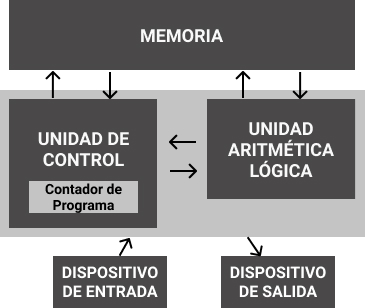 MEMORIA
UNIDAD DE
CONTROL
Contador de
Programa
UNIDAD
ARITMÉTICA
LÓGICA
DISPOSITIVO
DE ENTRADA
DISPOSITIVO
DE SALIDA